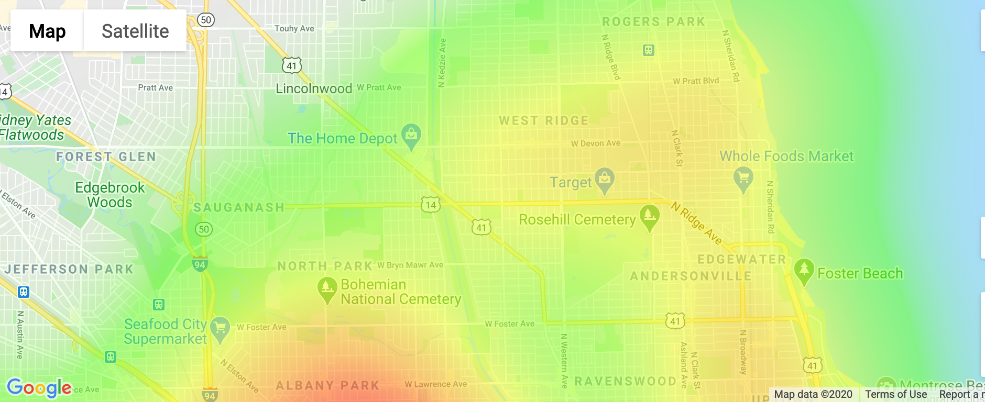 Map
Satellite
50
Touhy Ave
ROGERS PARK
N Kedzie Ave
N Ridge Blvd
N Sheridan Rd
41
Pratt Ave
Lincolnwood
W Pratt Ave
W Pratt Blvd
14
dney Yates
Flatwoods
The Home Depot
WEST RIDGE
N Clark St
W Devon Ave
FOREST GLEN
Whole Foods Market
Edgebrook
Woods
Target
N Elston Ave
SAUGANASH
14
N Sheridan Rd
50
41
Rosehill Cemetery
N Ridge Ave
94
JEFFERSON PARK
NORTH PARK
W Bryn Mawr Ave
EDGEWATER
ANDERSONVILLE
Foster Beach
Bohemian
National Cemetery
N Austin Ave
Seafood City
Supermarket
W Foster Ave
W Foster Ave
41
N Elston Ave
N Western Ave
Ashland Ave
N Clark St
N Broadway
41
Google
94
ALBANY PARK
W Lawrence Ave
RAVENSWOOD
UP
Montrose Be
Map data ©2020
Terms of Use
Report a m